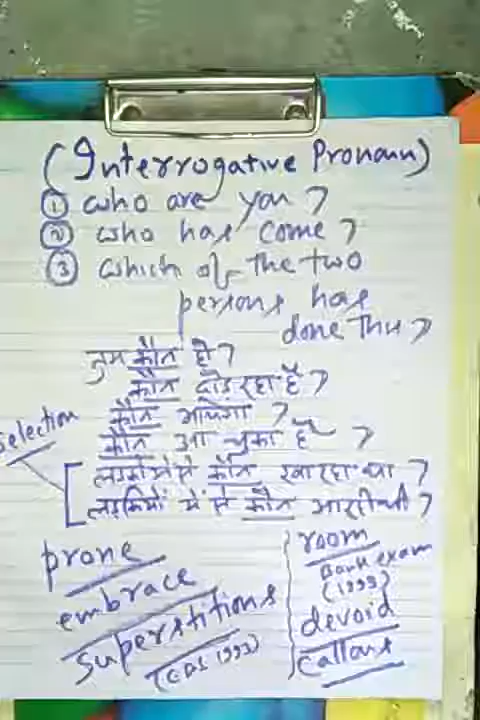 (Interrogative Pronoun)
① who are you?
② who has come?
③ which of the two
persons has
done this?
तुम कौन हो?
कौन दौड़ रहा है?
कौन आयेगा?
कौन आ चुका है?
Selection
लड़कों में से कौन खा रहा था?
लड़कियों में से कौन आ रही थी?
prone
embrace
superstitions
(CDS 1993)
room
Bank exam
(1993)
devoid
Callous